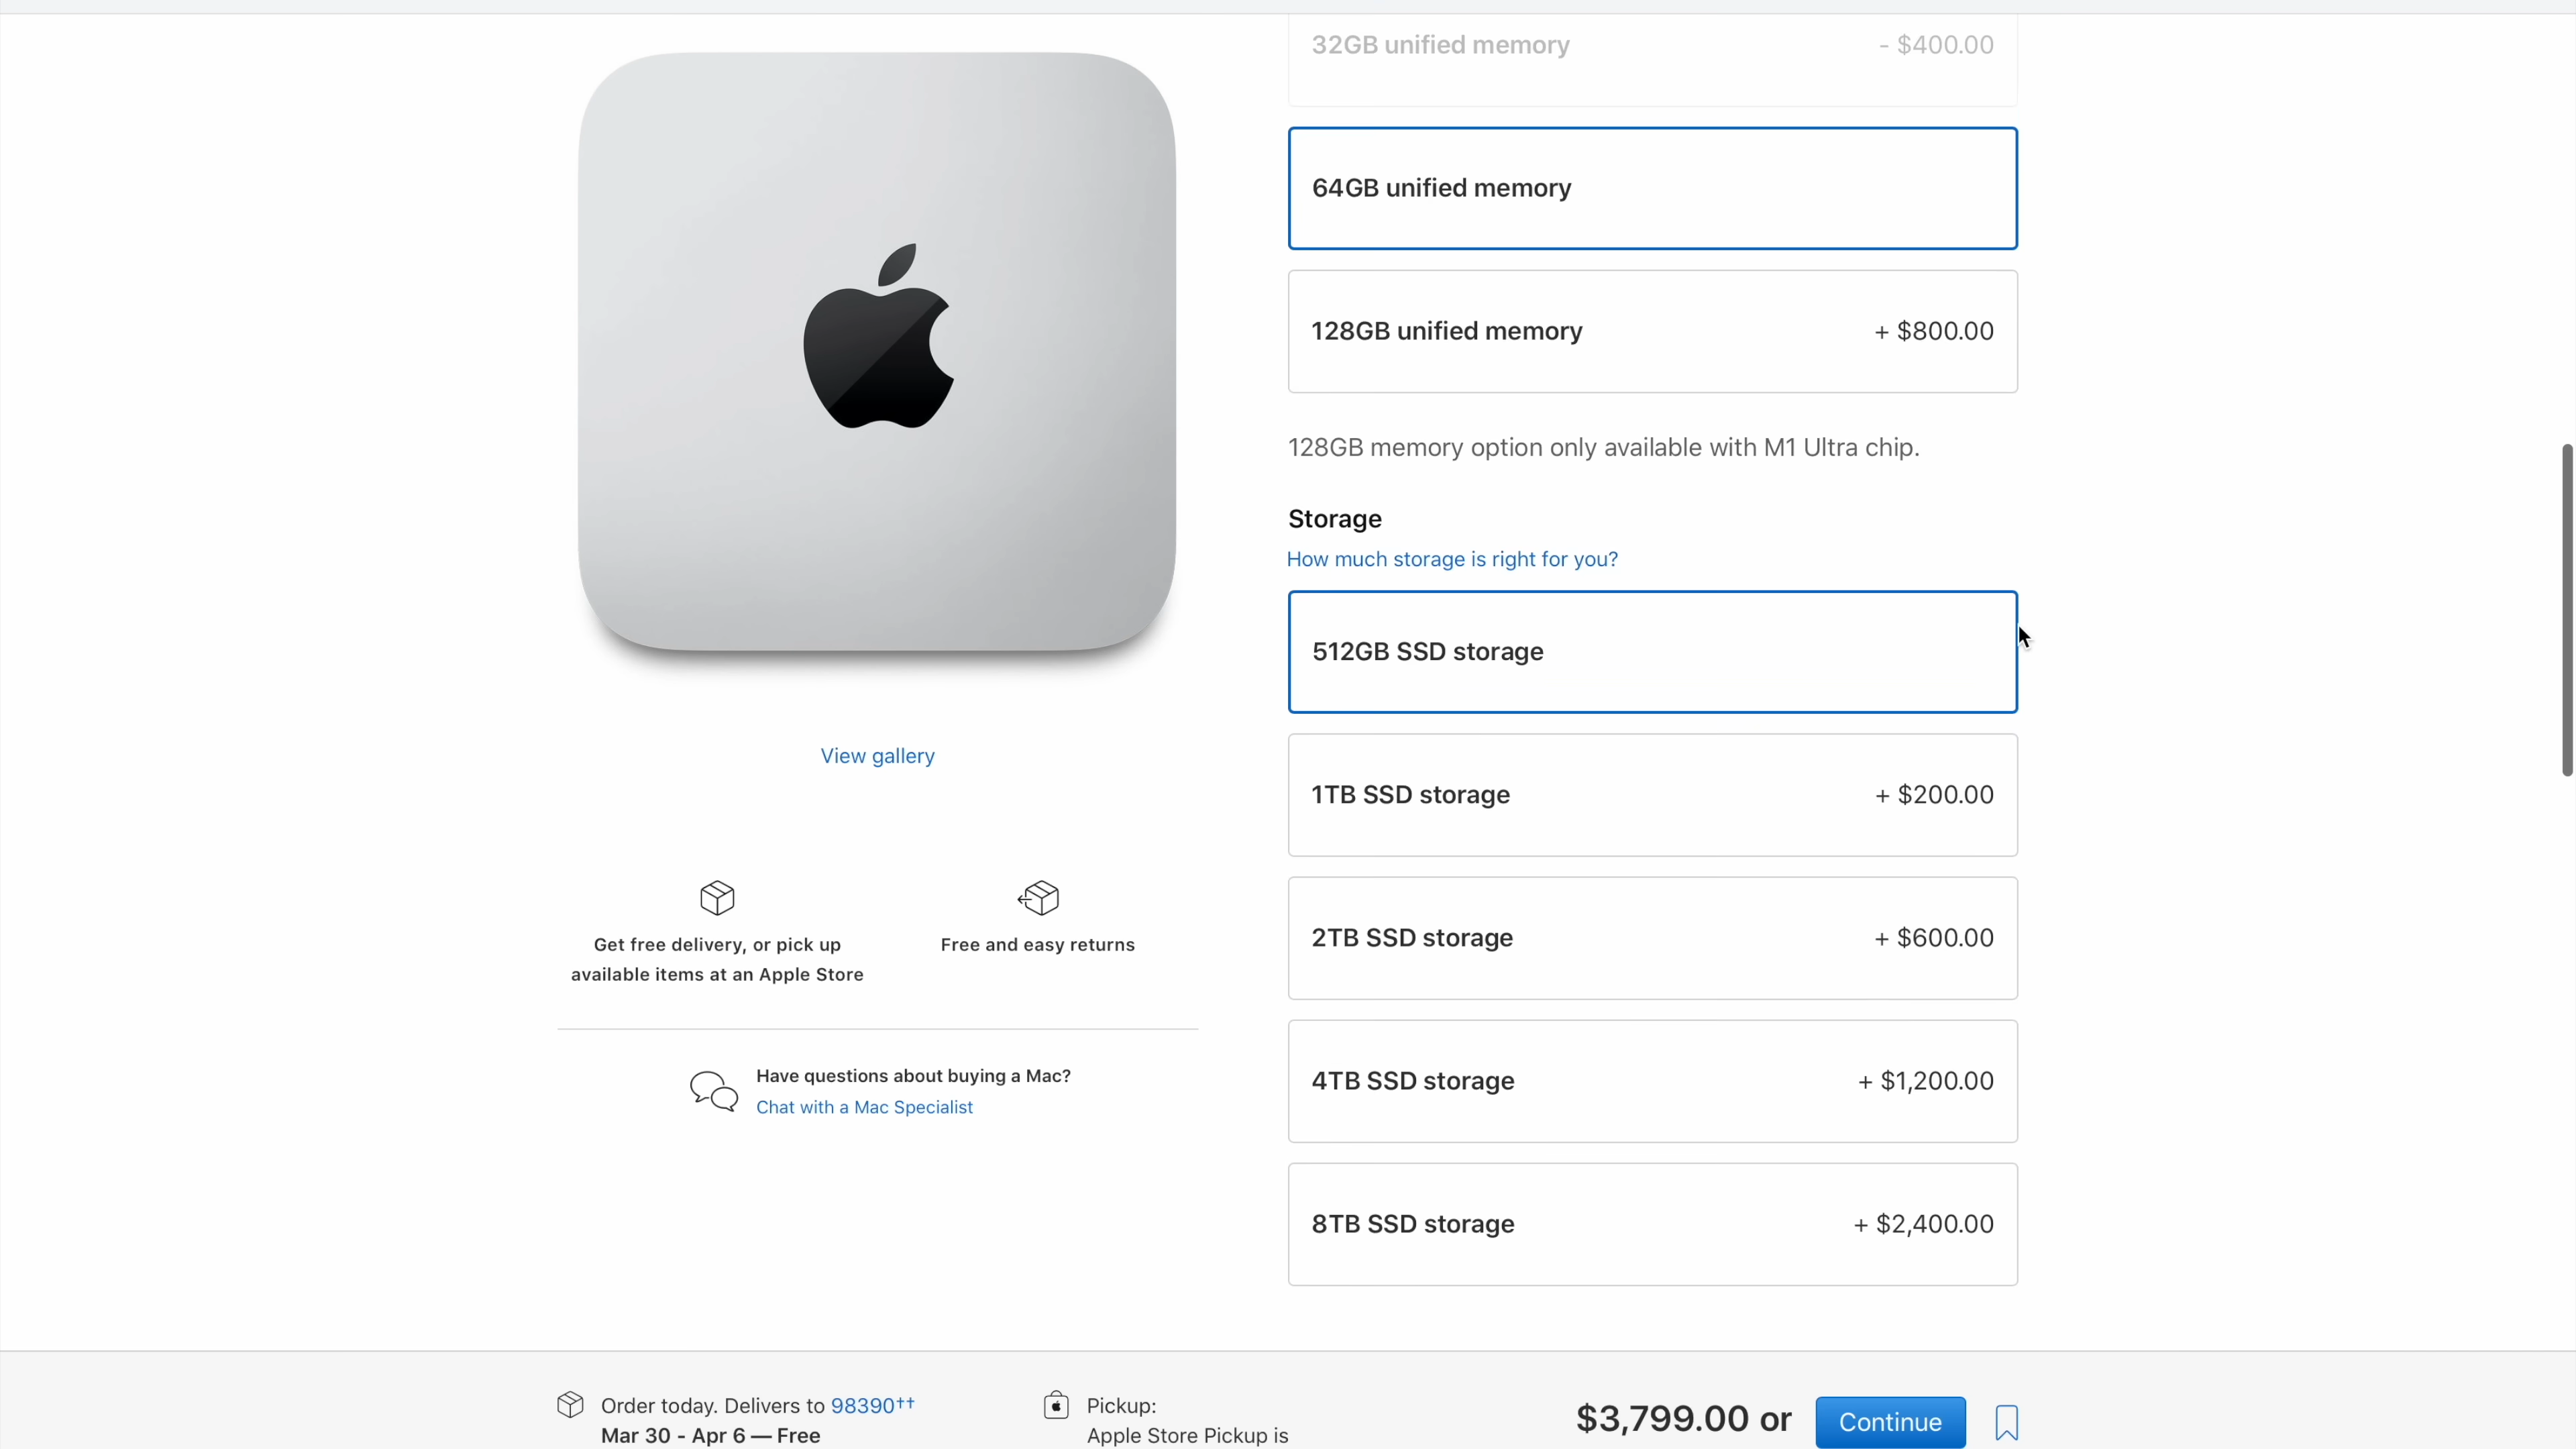 32GB unified memory - $400.00
64GB unified memory
128GB unified memory + $800.00
128GB memory option only available with M1 Ultra chip.
Storage
How much storage is right for you?
512GB SSD storage
1TB SSD storage + $200.00
2TB SSD storage + $600.00
4TB SSD storage + $1,200.00
8TB SSD storage + $2,400.00
View gallery
Get free delivery, or pick up
available items at an Apple Store
Free and easy returns
Have questions about buying a Mac?
Chat with a Mac Specialist
Order today. Delivers to 98390††
Mar 30 - Apr 6 — Free
Pickup:
Apple Store Pickup is
$3,799.00 or
Continue